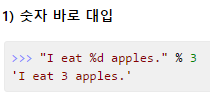 1) 숫자 바로 대입
>>> "I eat %d apples." % 3
'I eat 3 apples.'